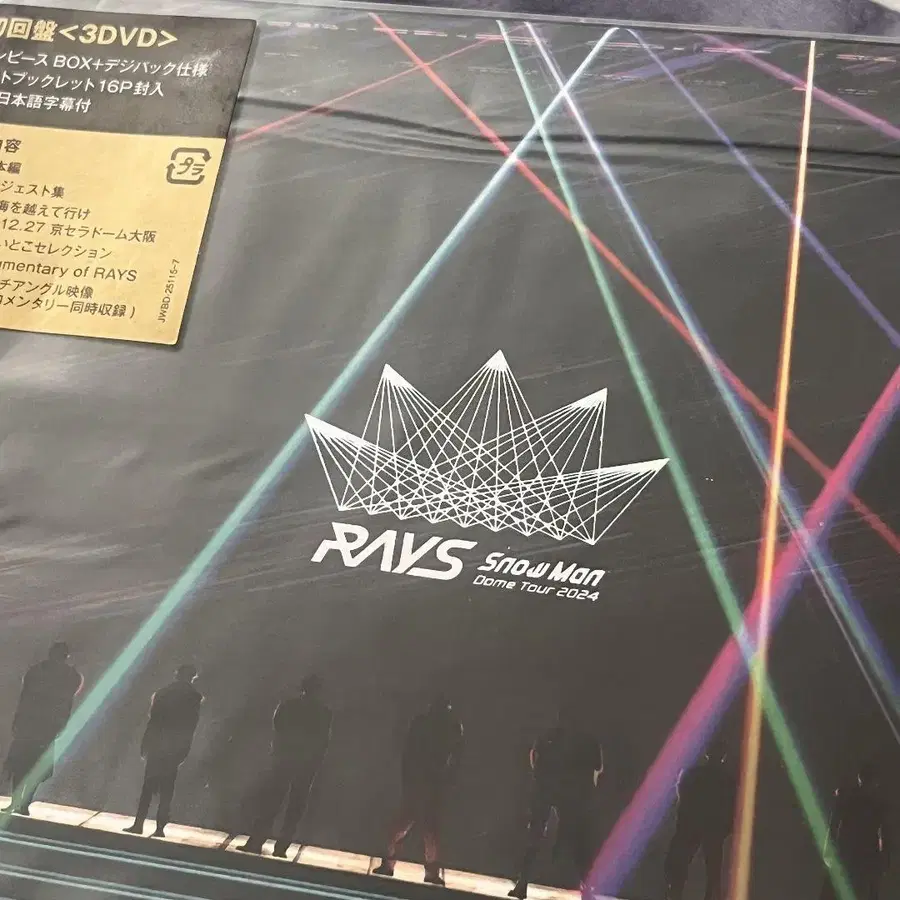 回盤<3DVD>
ピース BOX+デジパック仕様
トブックレット16P封入
日本語字幕付
容
本編
ジェスト集
海を越えて行け
12.27 京セラドーム大阪
いとこセレクション
umentary of RAYS
チアングル映像
メンタリー同時収録)
プラ
JWBD-25115~7
RAYS Snow Man
Dome Tour 2024